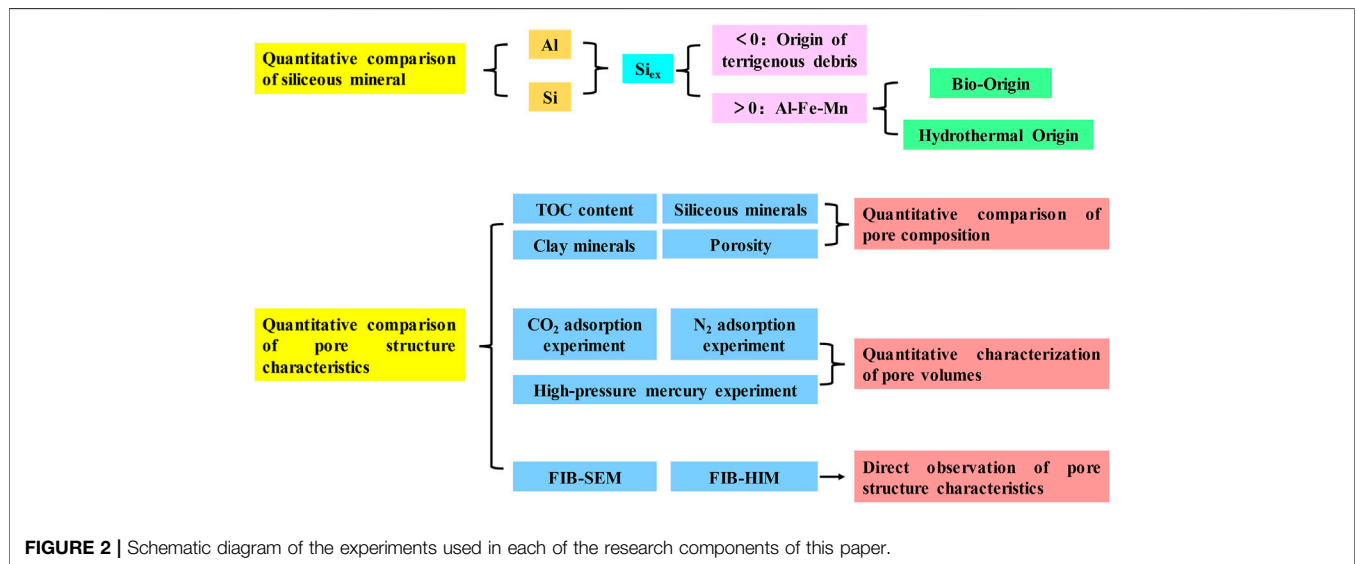 Quantitative comparison
of siliceous mineral
Al
Si
Siₑₓ
＜0：Origin of
terrigenous debris
＞0：Al-Fe-Mn
Bio-Origin
Hydrothermal Origin
Quantitative comparison
of pore structure
characteristics
TOC content
Siliceous minerals
Clay minerals
Porosity
Quantitative comparison of
pore composition
CO₂ adsorption
experiment
N₂ adsorption
experiment
High-pressure mercury experiment
Quantitative characterization
of pore volumes
FIB-SEM
FIB-HIM
Direct observation of pore
structure characteristics
FIGURE 2 | Schematic diagram of the experiments used in each of the research components of this paper.